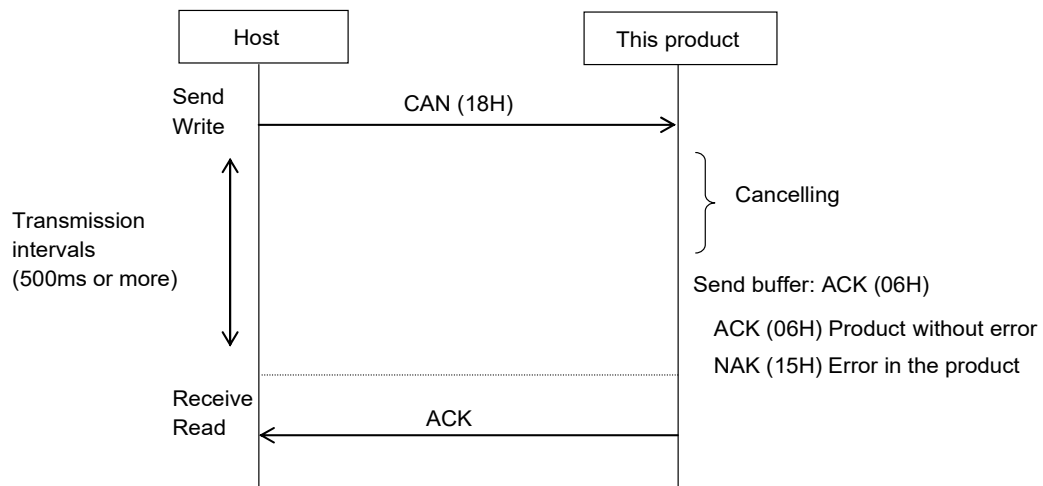 Host
This product
Send
Write
CAN (18H)
Cancelling
Transmission
intervals
(500ms or more)
Send buffer: ACK (06H)
ACK (06H) Product without error
NAK (15H) Error in the product
Receive
Read
ACK